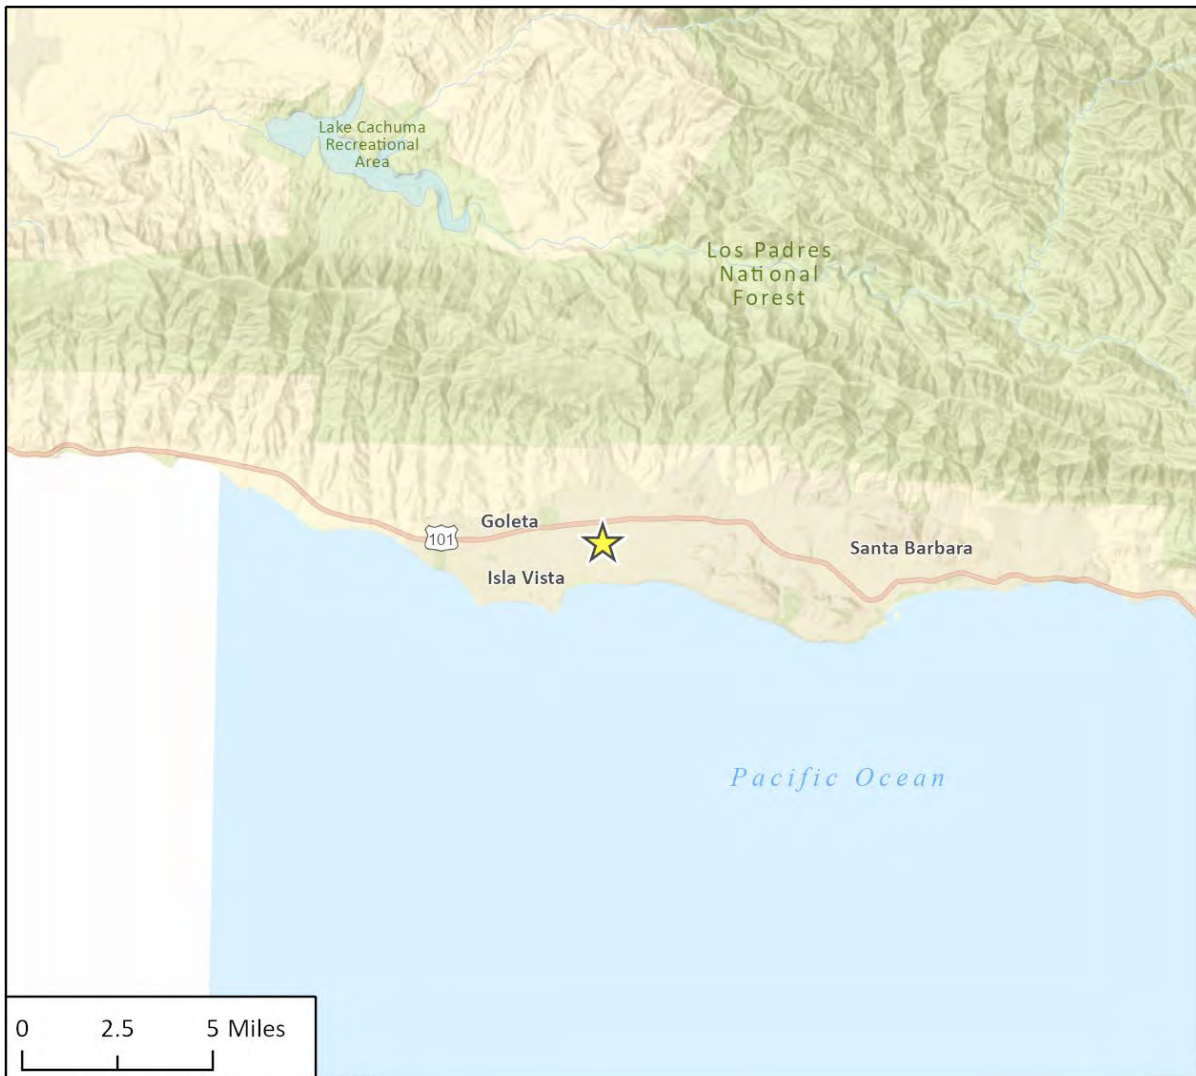 Lake Cachuma
Recreational
Area
Los Padres
National
Forest
Goleta
101
Santa Barbara
Isla Vista
Pacific Ocean
0 2.5 5 Miles